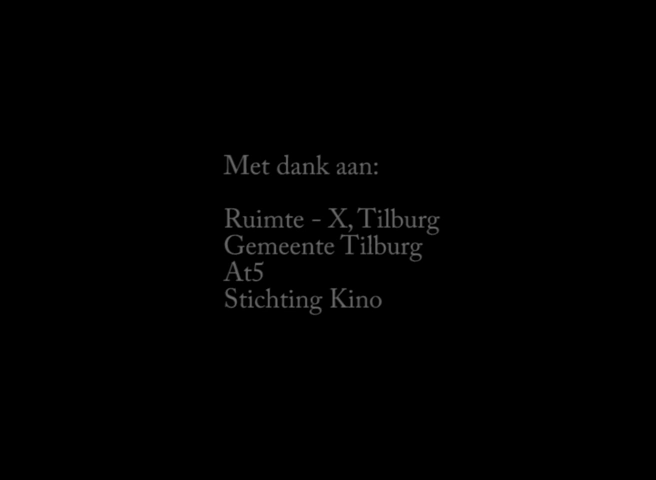 Met dank aan:
Ruimte - X, Tilburg
Gemeente Tilburg
At5
Stichting Kino